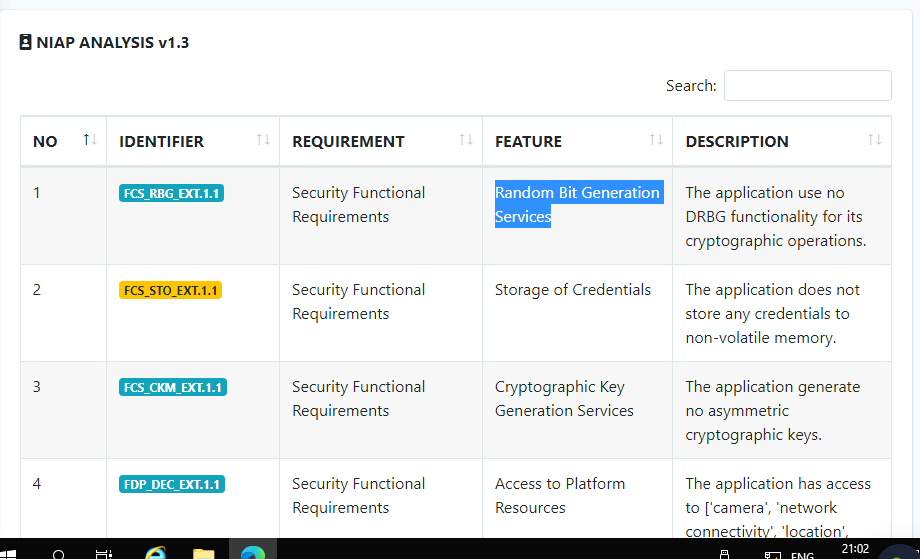 NIAP ANALYSIS v1.3
Search:
NO IDENTIFIER REQUIREMENT FEATURE DESCRIPTION
1 FCS_RBG_EXT.1.1 Security Functional Random Bit Generation The application use no
Requirements Services DRBG functionality for its
cryptographic operations.
2 FCS_STO_EXT.1.1 Security Functional Storage of Credentials The application does not
Requirements store any credentials to
non-volatile memory.
3 FCS_CKM_EXT.1.1 Security Functional Cryptographic Key The application generate
Requirements Generation Services no asymmetric
cryptographic keys.
4 FDP_DEC_EXT.1.1 Security Functional Access to Platform The application has access
Requirements Resources to ['camera', 'network
connectivity', 'location',
ENG 21:02